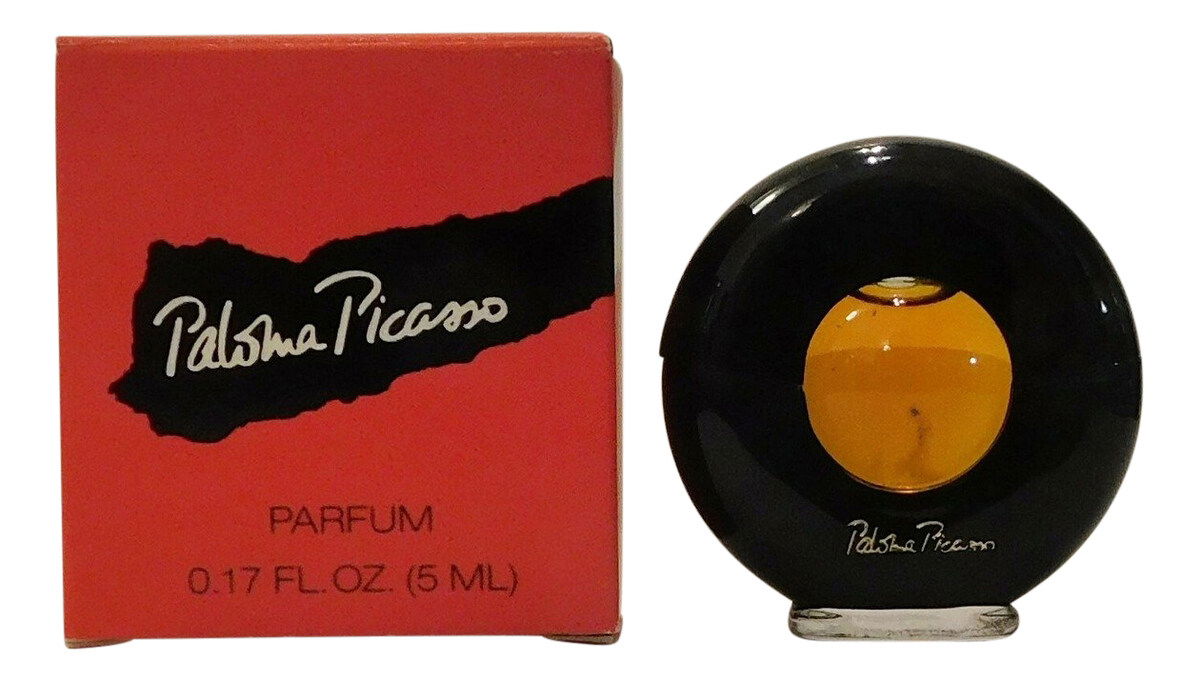 Paloma Picasso
PARFUM
0.17 FL. OZ. (5 ML)
Paloma Picasso